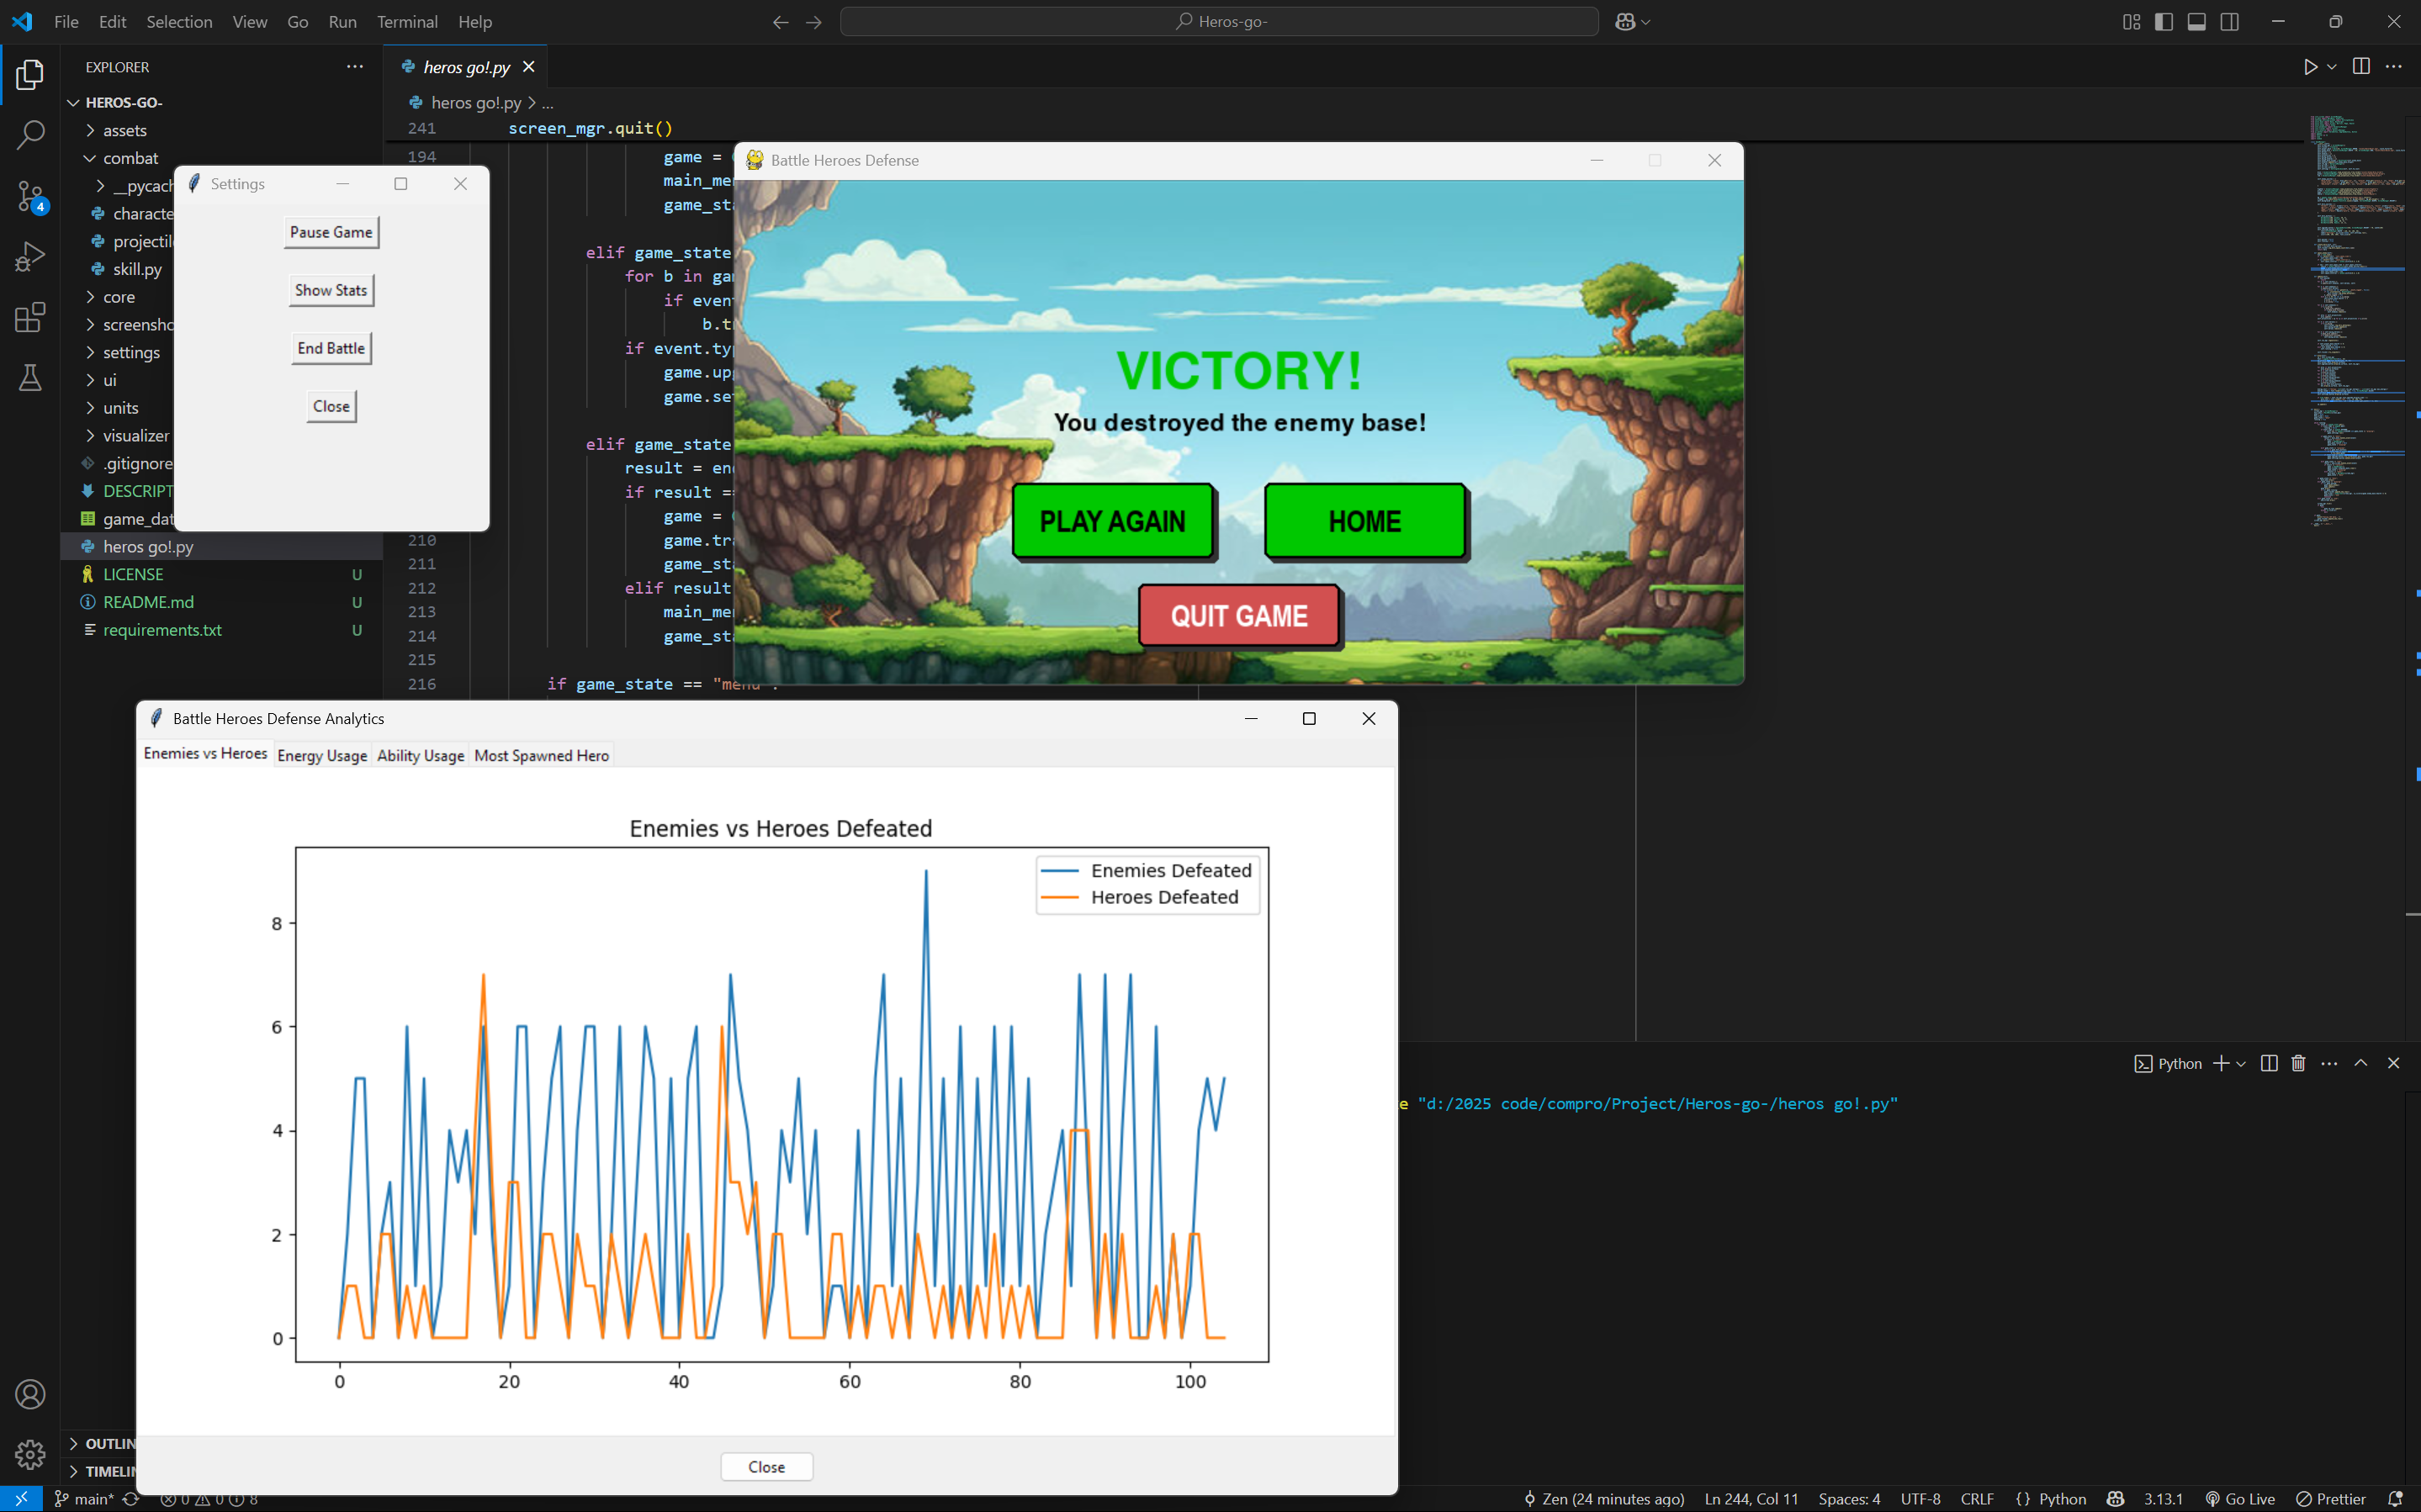 File Edit Selection View Go Run Terminal Help
Heros-go-
EXPLORER
HEROS-GO-
assets
combat
__pycach
characte
projectil
skill.py
core
screensho
settings
ui
units
visualizer
.gitignore
DESCRIPT
game_dat
heros go!.py
LICENSE U
README.md U
requirements.txt U
OUTLIN
TIMELIN
4
heros go!.py
heros go!.py > ...
241 screen_mgr.quit()
194 game =
main_me
game_sta
elif game_state
for b in gam
if even
b.t
if event.typ
game.upd
game.se
elif game_state
result = en
if result =
210 game =
211 game.tr
game_sta
212 elif result
213 main_me
214 game_sta
215
216 if game_state == "menu":
Settings
Pause Game
Show Stats
End Battle
Close
Battle Heroes Defense
VICTORY!
You destroyed the enemy base!
PLAY AGAIN
HOME
QUIT GAME
Battle Heroes Defense Analytics
Enemies vs Heroes Energy Usage Ability Usage Most Spawned Hero
Enemies vs Heroes Defeated
Enemies Defeated
Heroes Defeated
8
6
4
2
0
0 20 40 60 80 100
Close
Python
e "d:/2025 code/compro/Project/Heros-go-/heros go!.py"
main* 0 0 8
Zen (24 minutes ago) Ln 244, Col 11 Spaces: 4 UTF-8 CRLF {} Python 3.13.1 Go Live Prettier